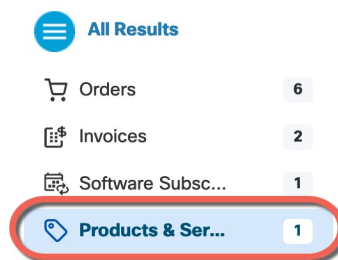 All Results
Orders 6
Invoices 2
Software Subsc... 1
Products & Ser... 1